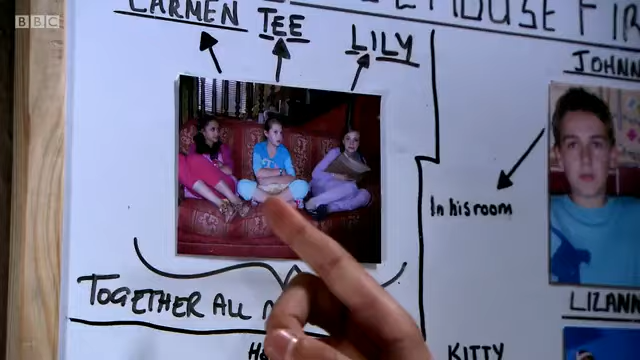 BBC
CARMEN TEE LILY
JOHNN
In his room
TOGETHER ALL
LIZANN
KITTY